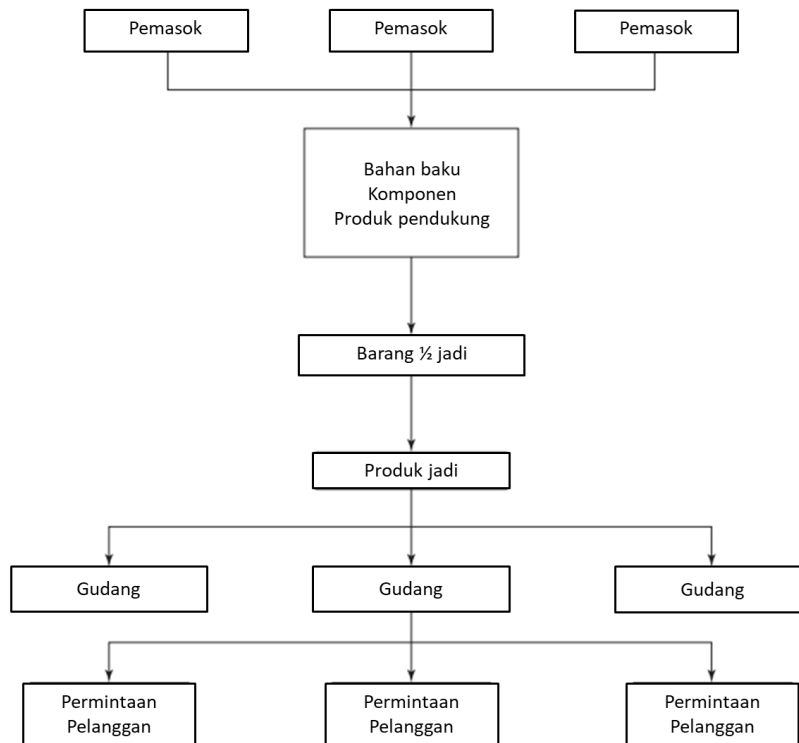 Pemasok
Pemasok
Pemasok
Bahan baku
Komponen
Produk pendukung
Barang ½ jadi
Produk jadi
Gudang
Gudang
Gudang
Permintaan
Pelanggan
Permintaan
Pelanggan
Permintaan
Pelanggan